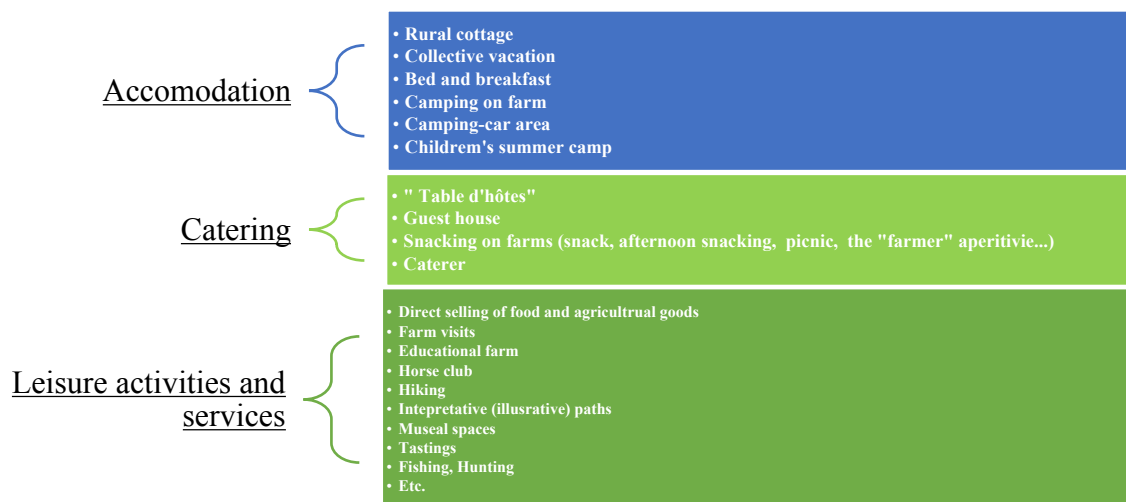 Accomodation
• Rural cottage
• Collective vacation
• Bed and breakfast
• Camping on farm
• Camping-car area
• Childrem's summer camp
Catering
• " Table d'hôtes"
• Guest house
• Snacking on farms (snack, afternoon snacking, picnic, the "farmer" aperitivie...)
• Caterer
Leisure activities and
services
• Direct selling of food and agricultrual goods
• Farm visits
• Educational farm
• Horse club
• Hiking
• Intepretative (illusrative) paths
• Museal spaces
• Tastings
• Fishing, Hunting
• Etc.